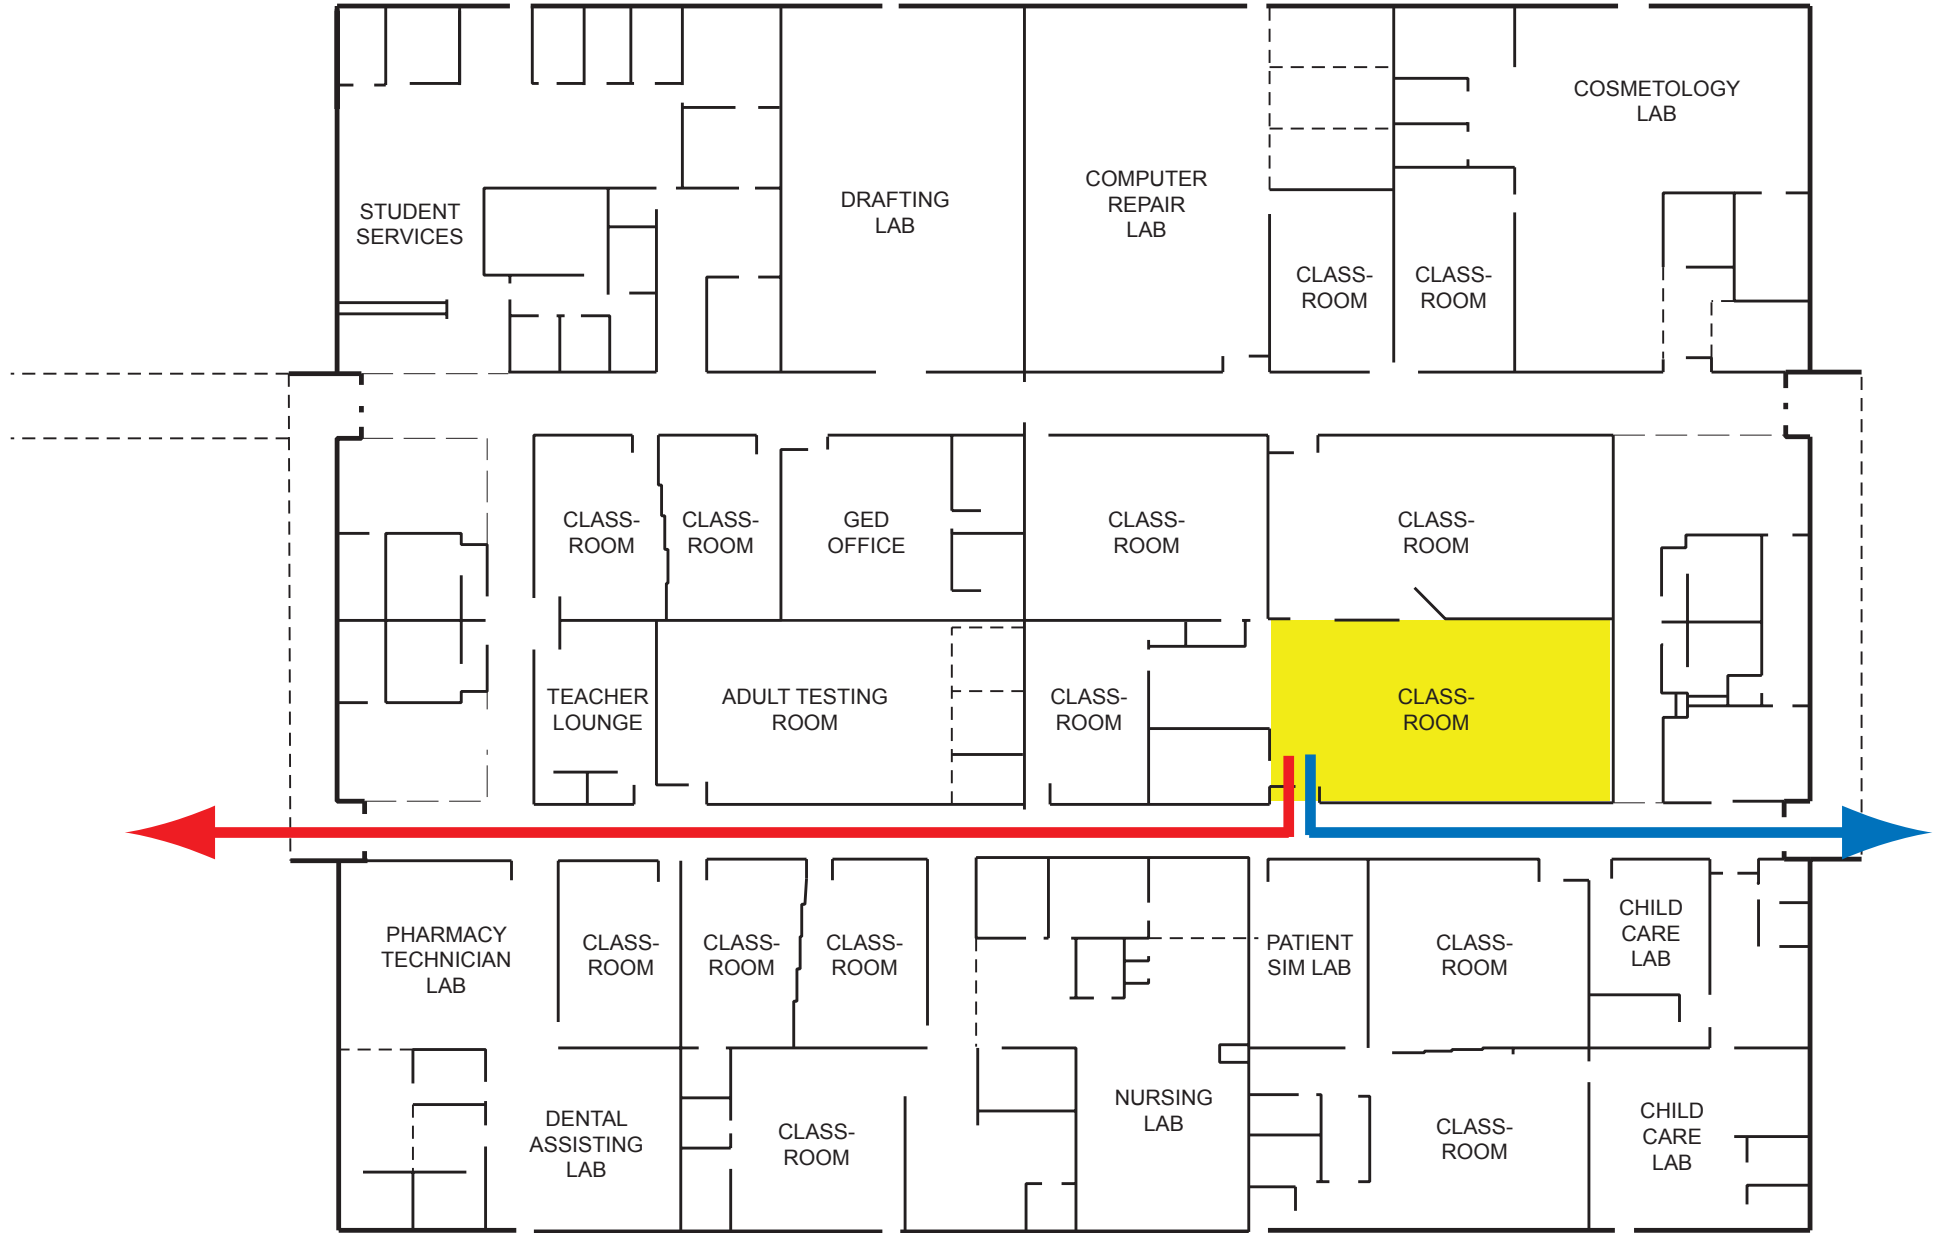 COSMETOLOGY
LAB
STUDENT
SERVICES
DRAFTING
LAB
COMPUTER
REPAIR
LAB
CLASS-
ROOM
CLASS-
ROOM
CLASS-
ROOM
CLASS-
ROOM
GED
OFFICE
CLASS-
ROOM
CLASS-
ROOM
TEACHER
LOUNGE
ADULT TESTING
ROOM
CLASS-
ROOM
CLASS-
ROOM
PHARMACY
TECHNICIAN
LAB
CLASS-
ROOM
CLASS-
ROOM
CLASS-
ROOM
PATIENT
SIM LAB
CLASS-
ROOM
CHILD
CARE
LAB
DENTAL
ASSISTING
LAB
CLASS-
ROOM
NURSING
LAB
CLASS-
ROOM
CHILD
CARE
LAB